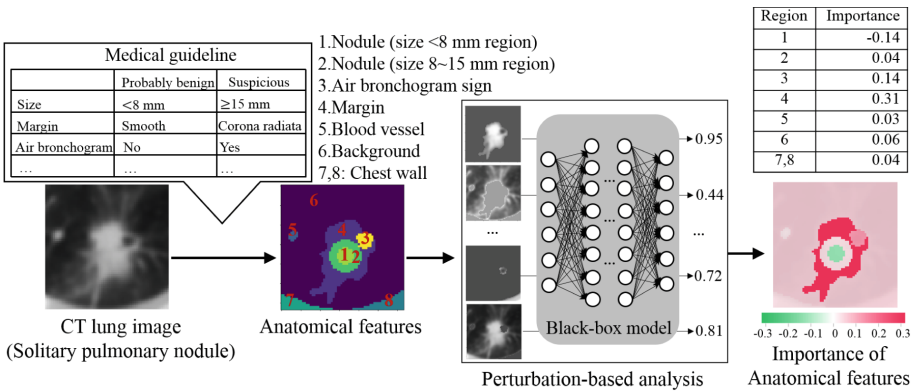 Medical guideline
Probably benign Suspicious
Size <8 mm ≥15 mm
Margin Smooth Corona radiata
Air bronchogram No Yes
... ... ...
1.Nodule (size <8 mm region)
2.Nodule (size 8~15 mm region)
3.Air bronchogram sign
4.Margin
5.Blood vessel
6.Background
7,8: Chest wall
CT lung image
(Solitary pulmonary nodule)
6
5
4
3
1 2
7
8
Anatomical features
0.95
0.44
... ...
0.72
0.81
...
...
Black-box model
Perturbation-based analysis
Region Importance
1 -0.14
2 0.04
3 0.14
4 0.31
5 0.03
6 0.06
7,8 0.04
-0.3 -0.2 -0.1 0 0.1 0.2 0.3
Importance of
Anatomical features